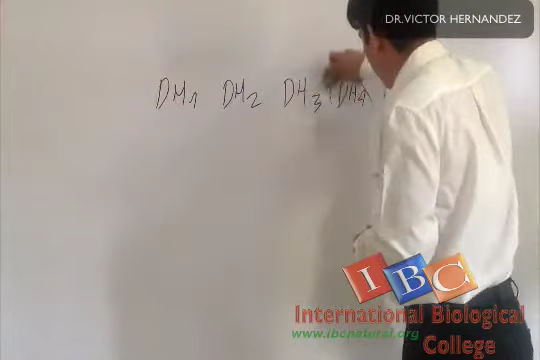 DR.VICTOR HERNANDEZ
DM1 DM2 DM3 DM4
IBC
International Biological
www.ibcnatural.org
College